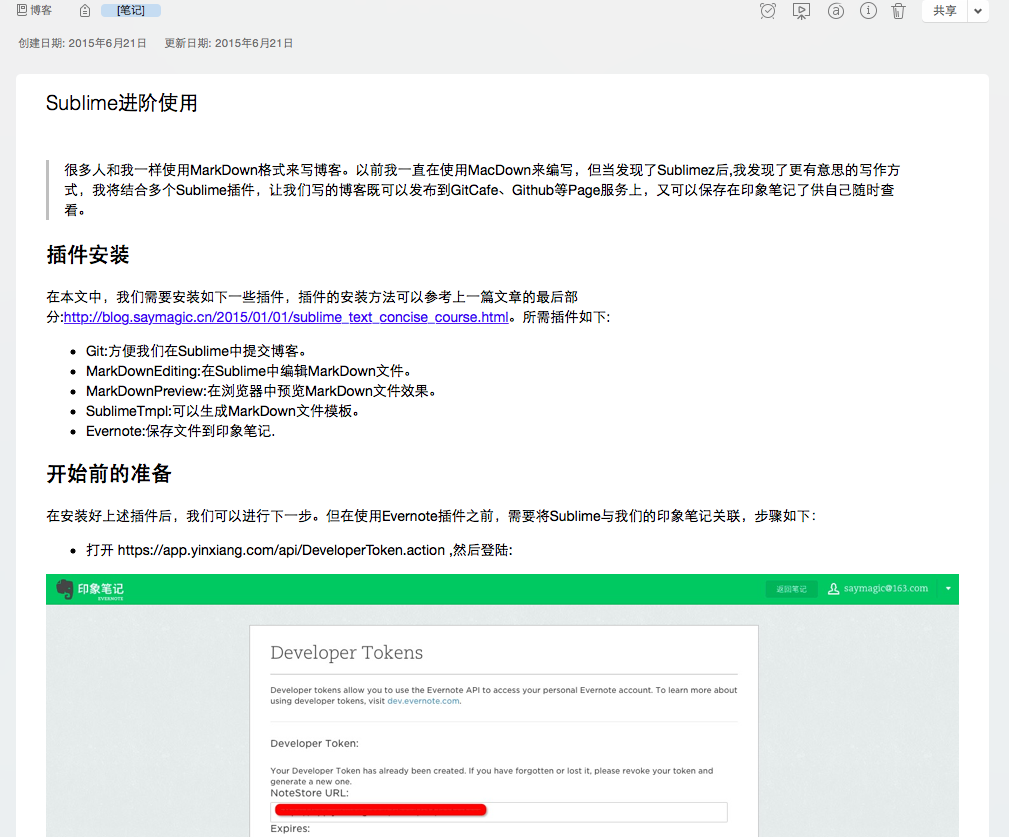 博客 [笔记] 共享
创建日期: 2015年6月21日 更新日期: 2015年6月21日
Sublime进阶使用
很多人和我一样使用MarkDown格式来写博客。以前我一直在使用MacDown来编写，但当发现了Sublimez后,我发现了更有意思的写作方
式，我将结合多个Sublime插件，让我们写的博客既可以发布到GitCafe、Github等Page服务上，又可以保存在印象笔记了供自己随时查
看。
插件安装
在本文中，我们需要安装如下一些插件，插件的安装方法可以参考上一篇文章的最后部
分:http://blog.saymagic.cn/2015/01/01/sublime_text_concise_course.html。所需插件如下:
Git:方便我们在Sublime中提交博客。
MarkDownEditing:在Sublime中编辑MarkDown文件。
MarkDownPreview:在浏览器中预览MarkDown文件效果。
SublimeTmpl:可以生成MarkDown文件模板。
Evernote:保存文件到印象笔记.
开始前的准备
在安装好上述插件后，我们可以进行下一步。但在使用Evernote插件之前，需要将Sublime与我们的印象笔记关联，步骤如下：
打开 https://app.yinxiang.com/api/DeveloperToken.action ,然后登陆:
印象笔记 返回笔记 saymagic@163.com
EVERNOTE
Developer Tokens
Developer tokens allow you to use the Evernote API to access your personal Evernote account. To learn more about
using developer tokens, visit dev.evernote.com.
Developer Token:
Your Developer Token has already been created. If you have forgotten or lost it, please revoke your token and
generate a new one.
NoteStore URL:
Expires: